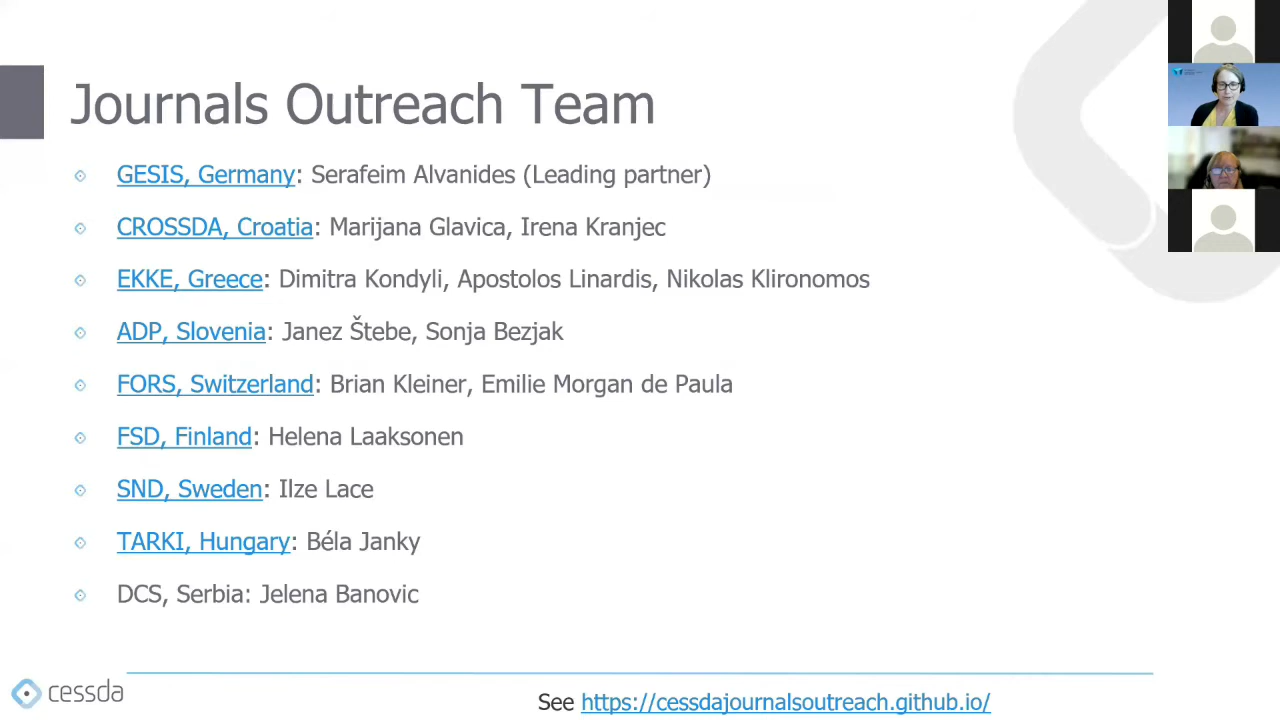 Journals Outreach Team
GESIS, Germany: Serafeim Alvanides (Leading partner)
CROSSDA, Croatia: Marijana Glavica, Irena Kranjec
EKKE, Greece: Dimitra Kondyli, Apostolos Linardis, Nikolas Klironomos
ADP, Slovenia: Janez Štebe, Sonja Bezjak
FORS, Switzerland: Brian Kleiner, Emilie Morgan de Paula
FSD, Finland: Helena Laaksonen
SND, Sweden: Ilze Lace
TARKI, Hungary: Béla Janky
DCS, Serbia: Jelena Banovic
cessda
See https://cessdajournalsoutreach.github.io/